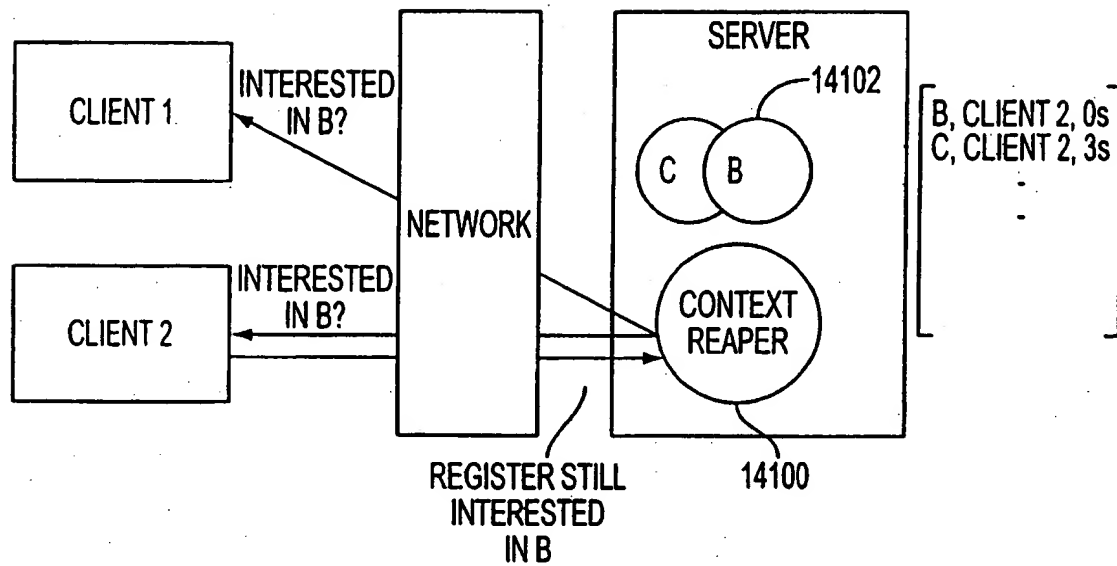 CLIENT 1
INTERESTED
IN B?
CLIENT 2
INTERESTED
IN B?
NETWORK
REGISTER STILL
INTERESTED
IN B
SERVER
14102
C
B
CONTEXT
REAPER
14100
B, CLIENT 2, 0s
C, CLIENT 2, 3s